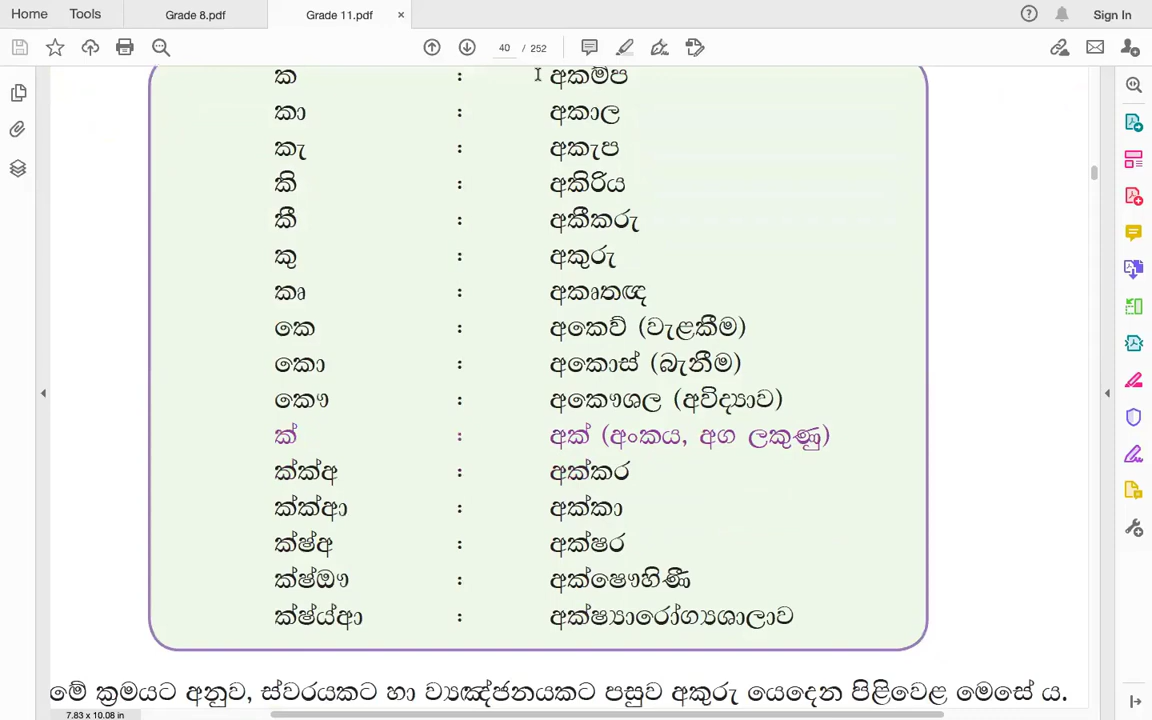 Home Tools Grade 8.pdf Grade 11.pdf × Sign In
40 / 252
ක : අකම්ප
කා : අකාල
කැ : අකැප
කි : අකිරිය
කී : අකීකරු
කු : අකුරු
කෘ : අකෘතඥ
කෙ : අකෙව් (වැළකීම)
කො : අකොස් (බැනීම)
කෞ : අකෞශල (අවිද්‍යාව)
ක් : අක් (අංකය, අග ලකුණු)
ක්ක්අ : අක්කර
ක්ක්ආ : අක්කා
ක්ෂ්අ : අක්ෂර
ක්ෂ්ඖ : අක්ෂෞහිණී
ක්ෂ්ය්ආ : අක්ෂ්‍යාරෝග්‍යශාලාව
මේ ක්‍රමයට අනුව, ස්වරයකට හා ව්‍යඤ්ජනයකට පසුව අකුරු යෙදෙන පිළිවෙළ මෙසේ ය.
7.83 x 10.08 in